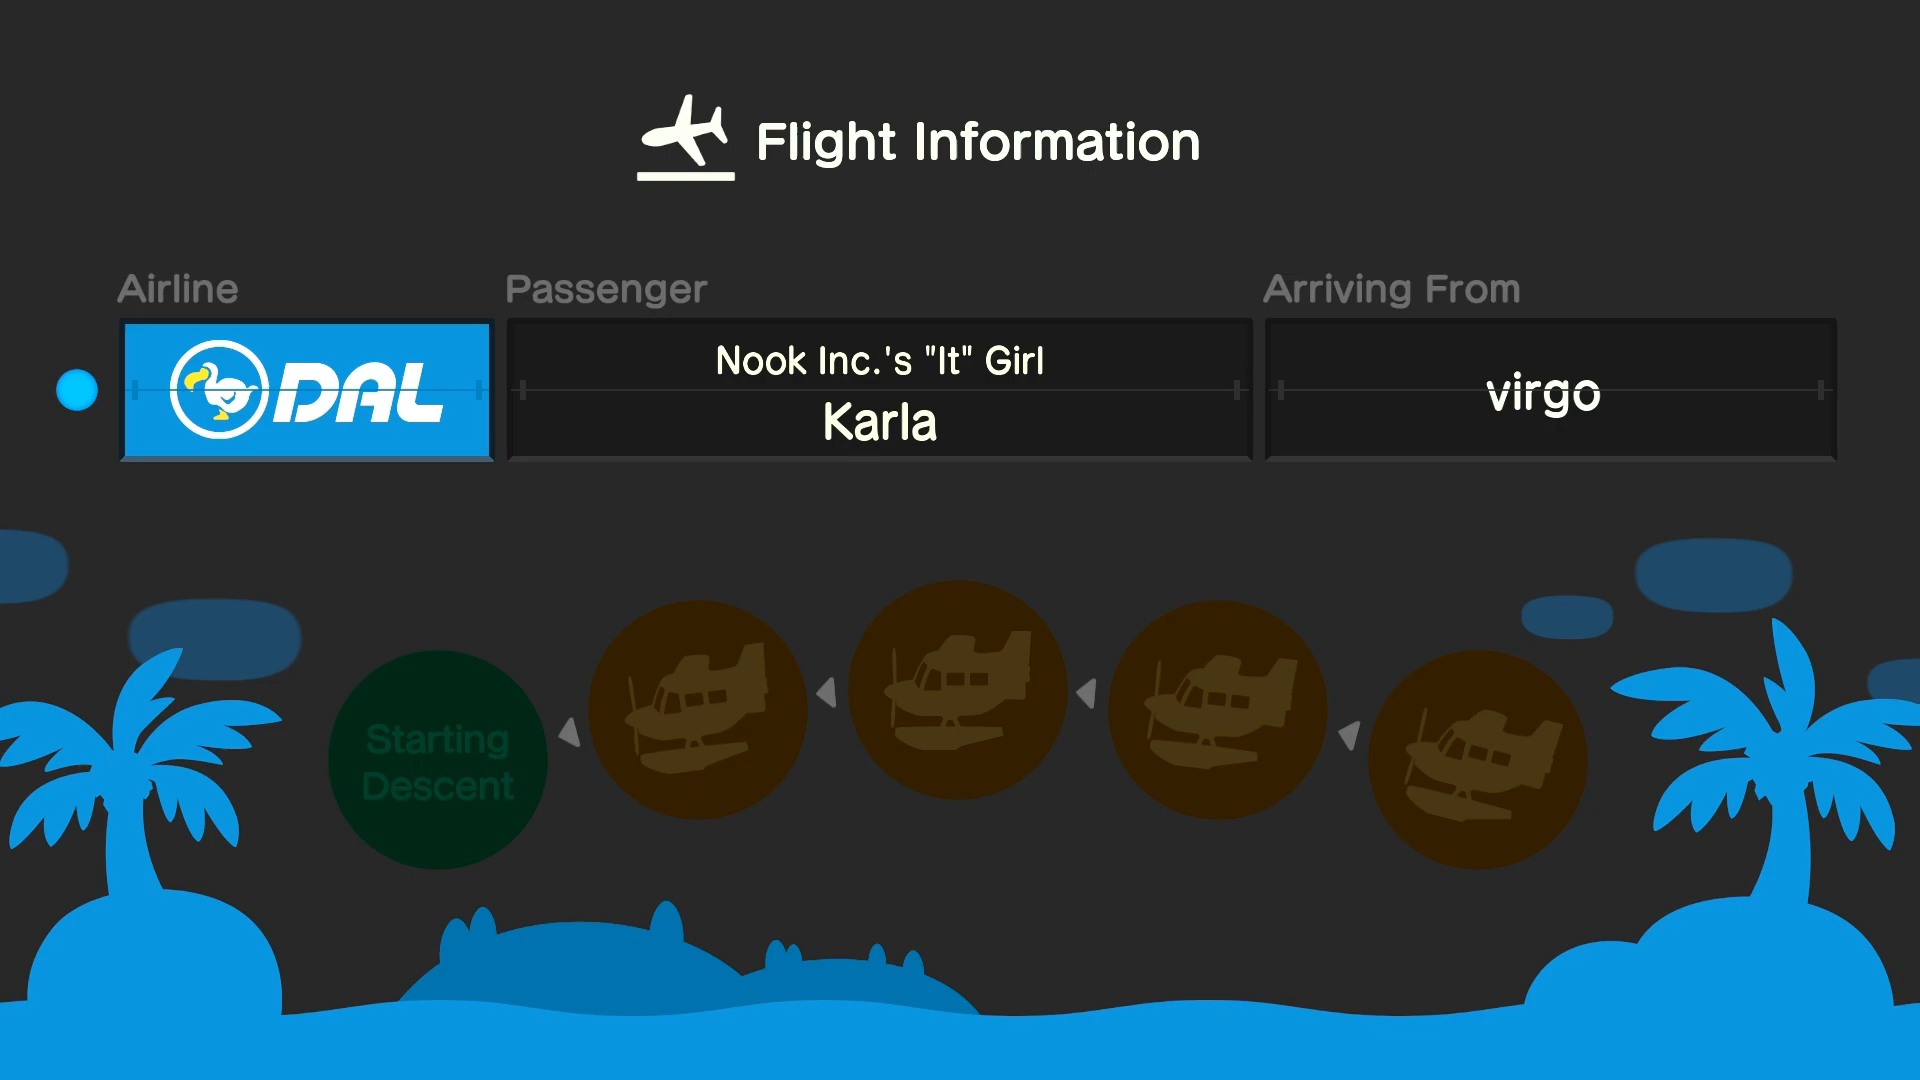 Flight Information
Airline
Passenger
Arriving From
DAL
Nook Inc.'s "It" Girl
Karla
virgo
Starting
Descent